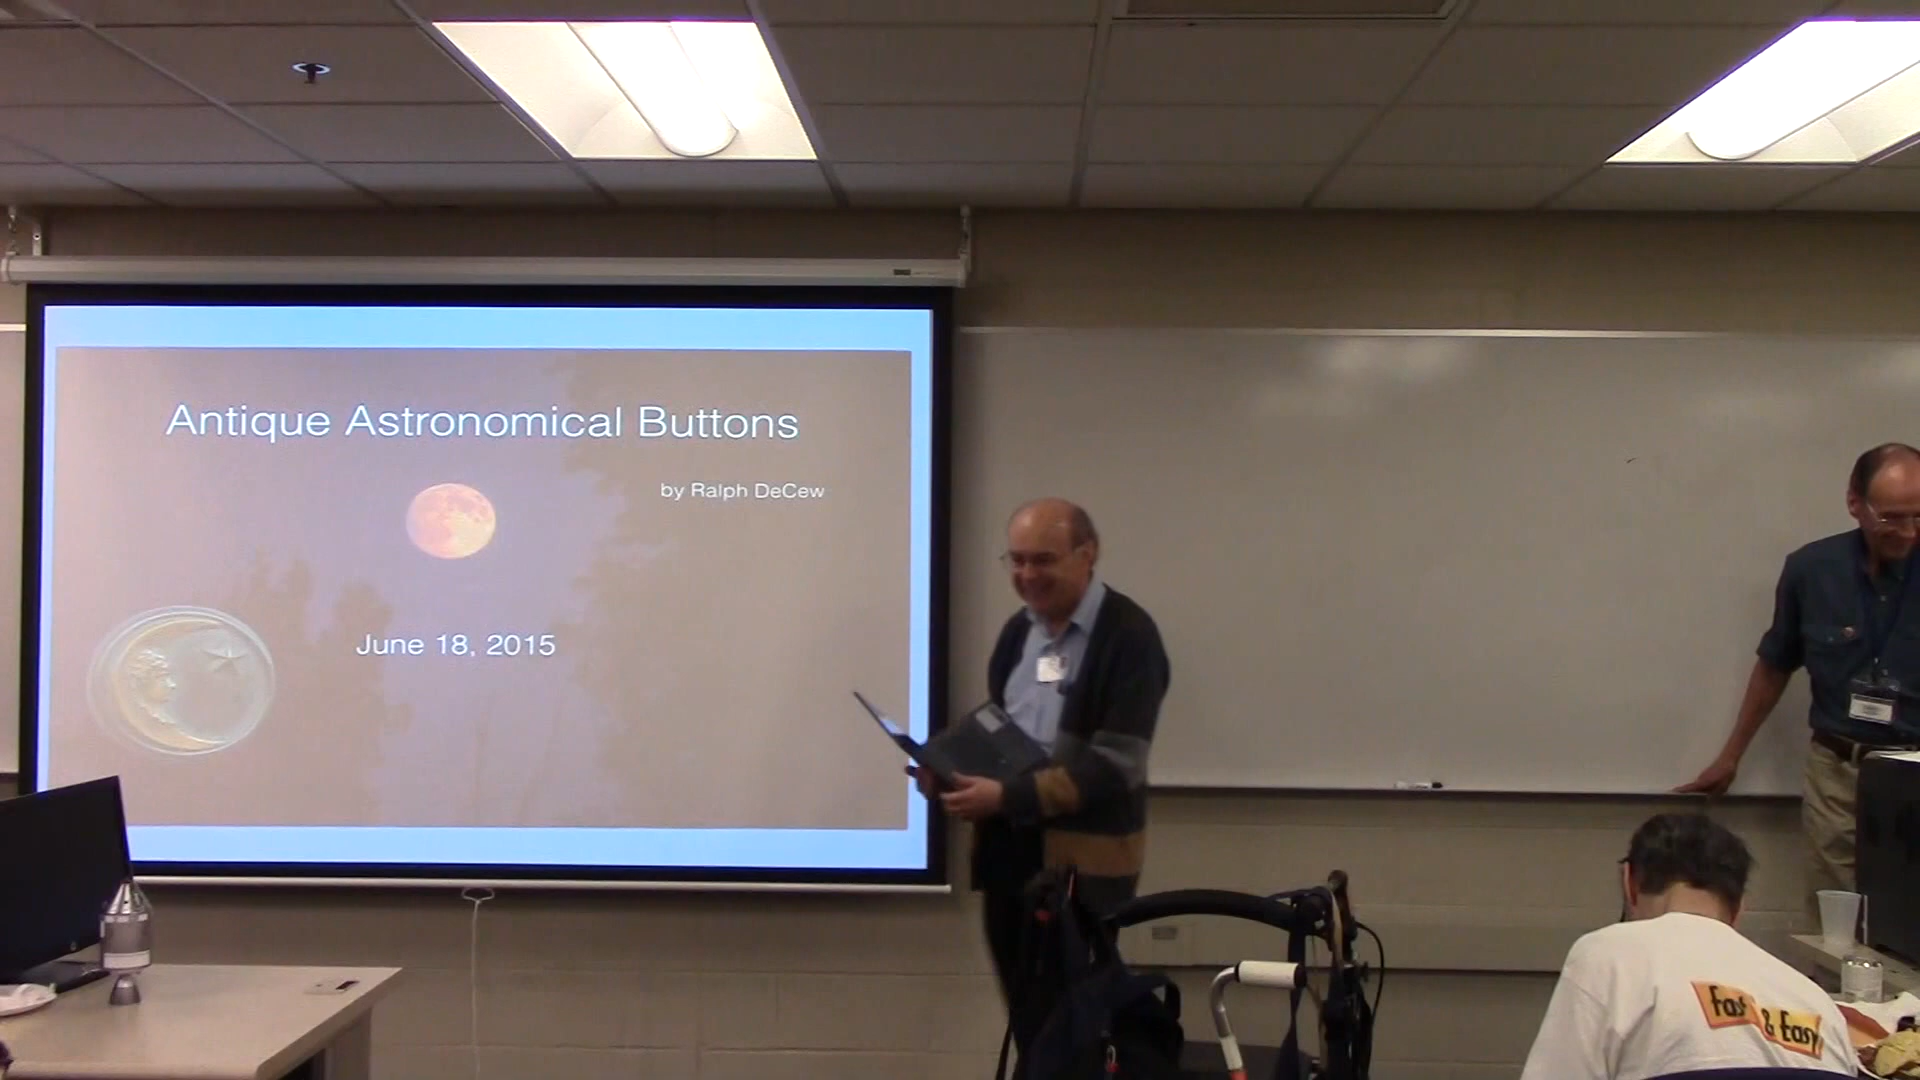 Antique Astronomical Buttons
by Ralph DeCew
June 18, 2015
Fast
& Easy